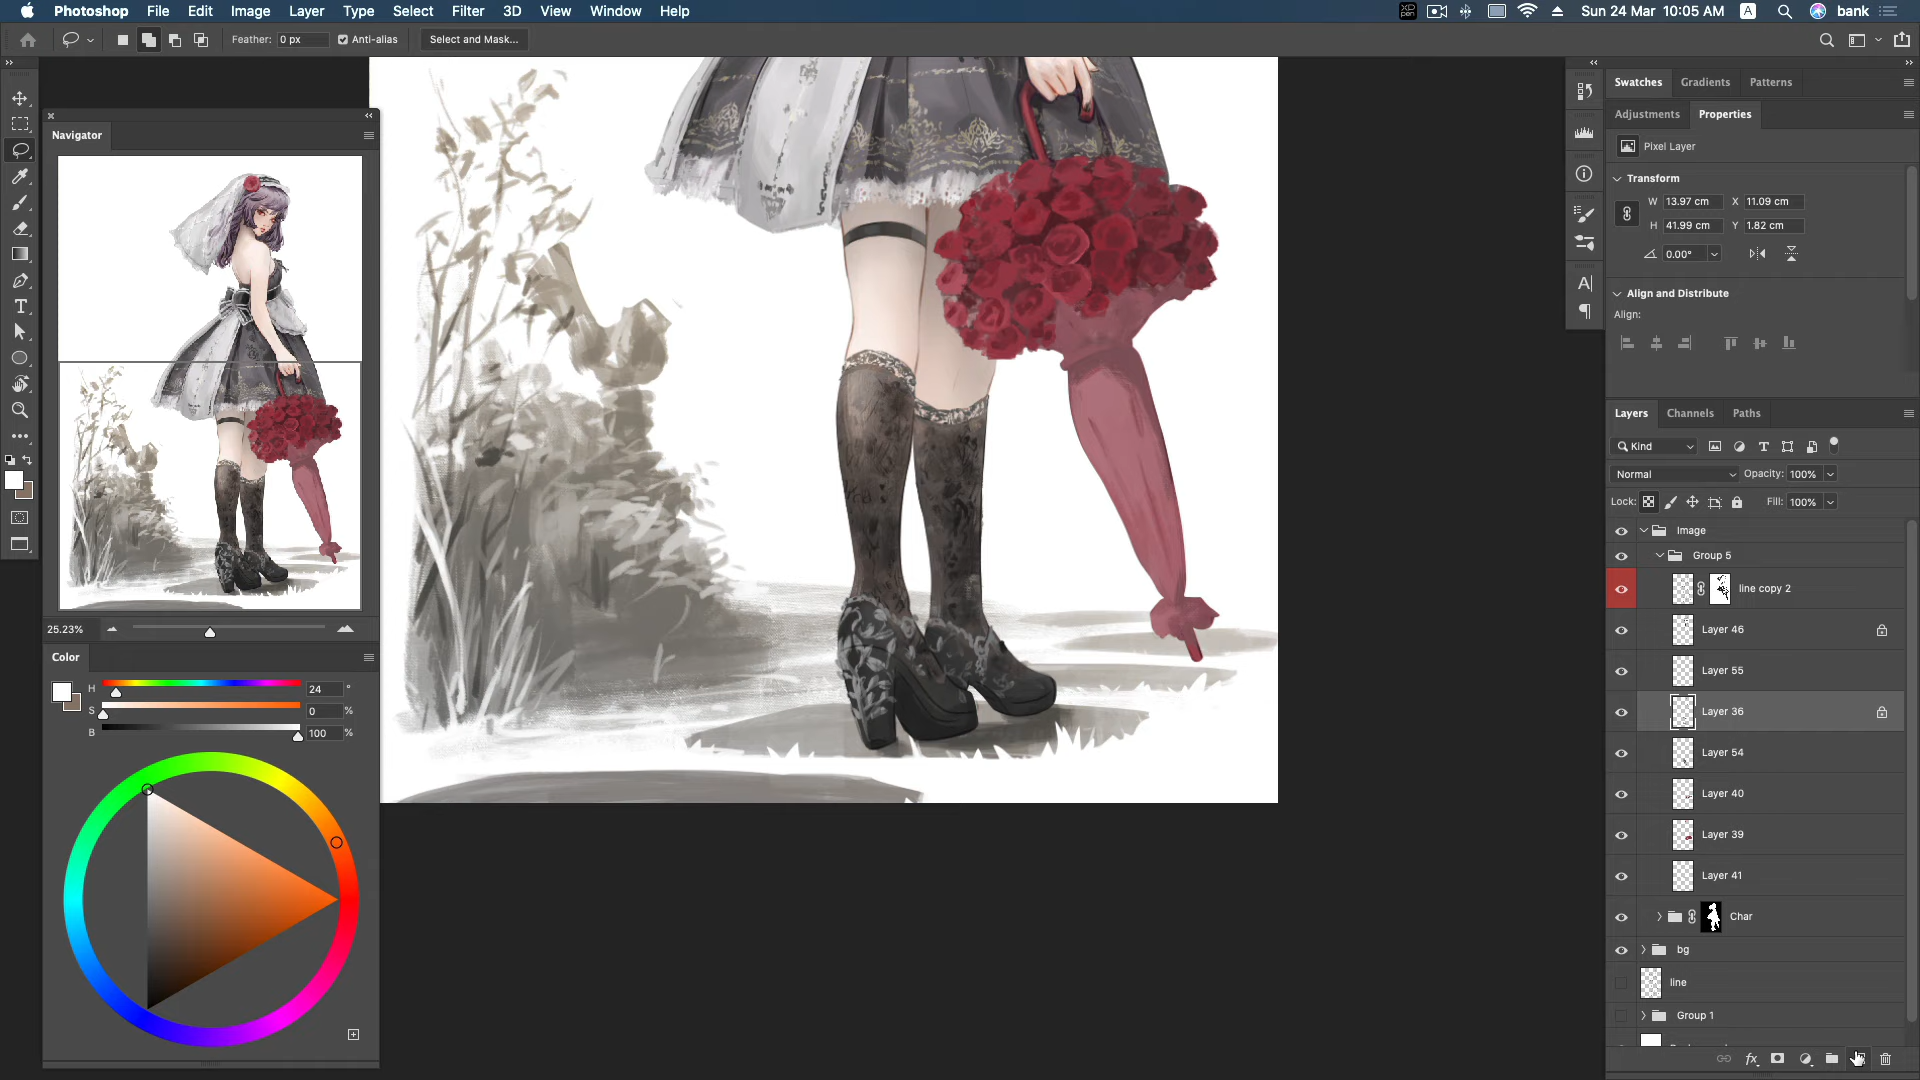 Photoshop File Edit Image Layer Type Select Filter 3D View Window Help
XP pen
Sun 24 Mar 10:05 AM A bank
Feather: 0 px Anti-alias Select and Mask...
Navigator
25.23%
Color
H 24 °
S 0 %
B 100 %
Swatches Gradients Patterns
Adjustments Properties
Pixel Layer
Transform
W 13.97 cm X 11.09 cm
H 41.99 cm Y 1.82 cm
0.00°
Align and Distribute
Align:
Layers Channels Paths
Kind
Normal Opacity: 100%
Lock: Fill: 100%
Image
Group 5
line copy 2
Layer 46
Layer 55
Layer 36
Layer 54
Layer 40
Layer 39
Layer 41
Char
bg
line
Group 1
fx